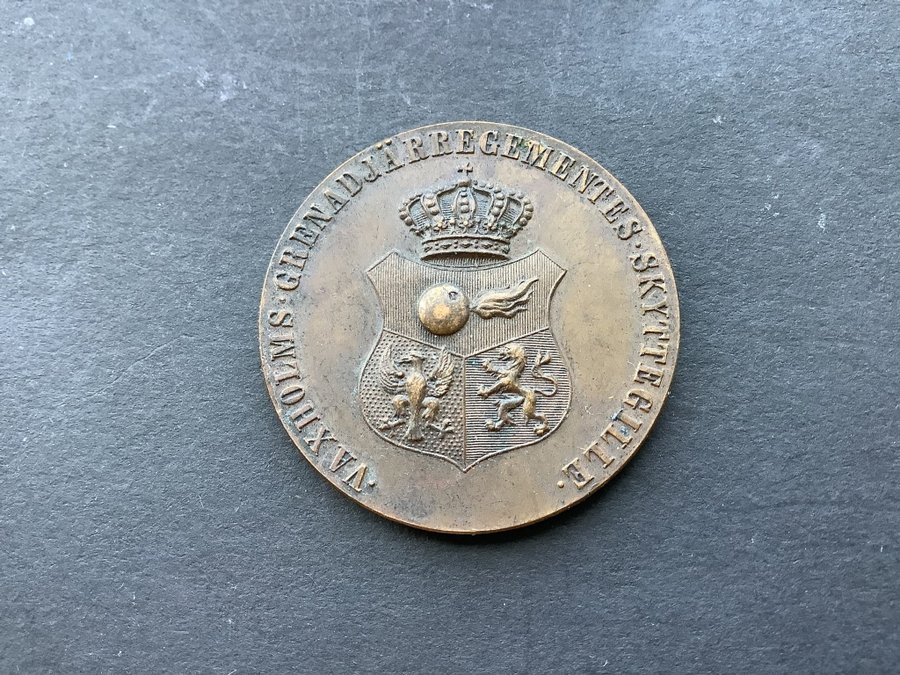 · VAXHOLMS · GRENADJÄRREGEMENTES · SKYTTEGILLE ·